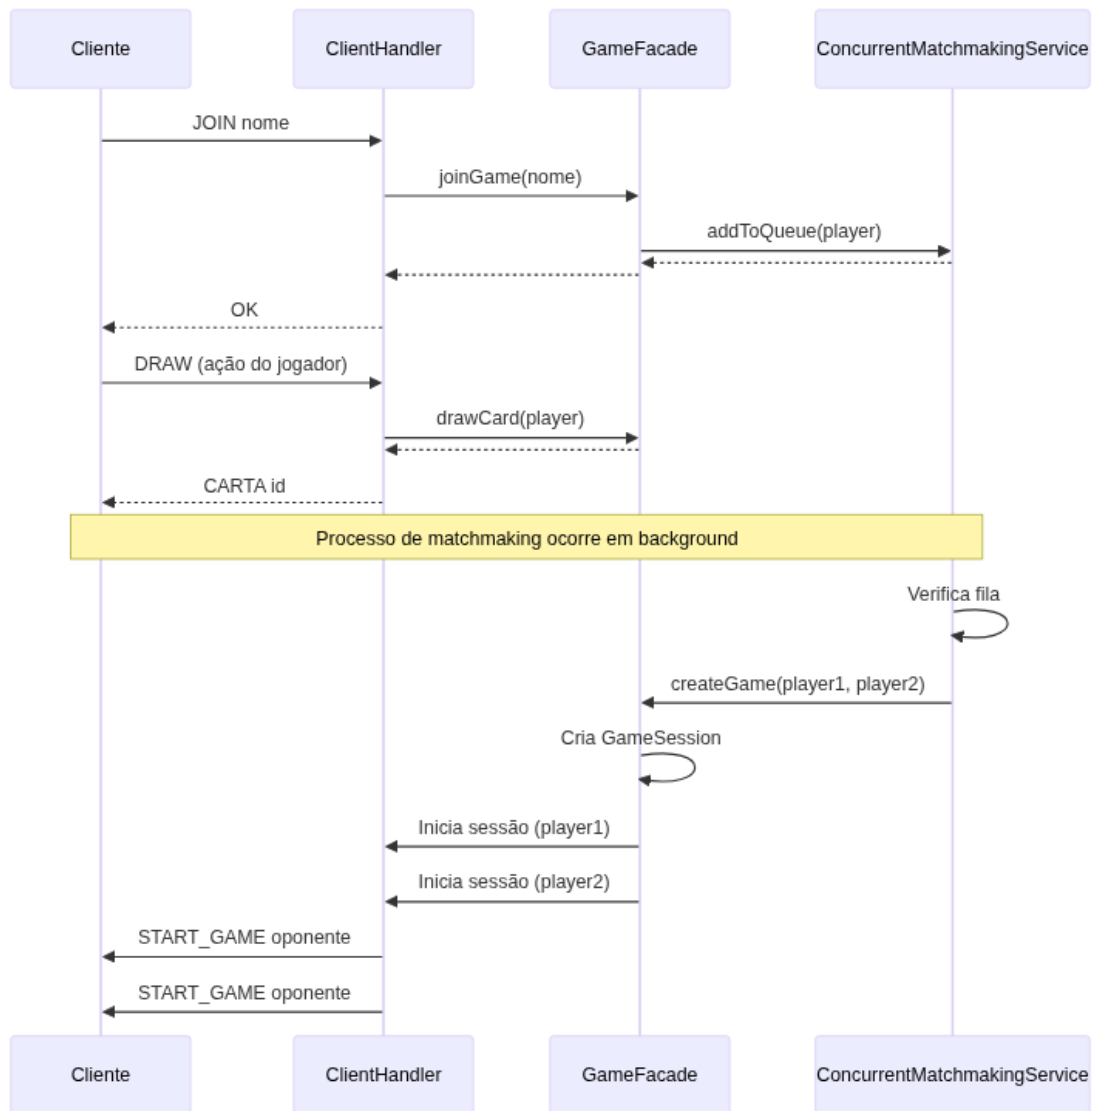 Cliente
ClientHandler
GameFacade
ConcurrentMatchmakingService
JOIN nome
joinGame(nome)
addToQueue(player)
OK
DRAW (ação do jogador)
drawCard(player)
CARTA id
Processo de matchmaking ocorre em background
Verifica fila
createGame(player1, player2)
Cria GameSession
Inicia sessão (player1)
Inicia sessão (player2)
START_GAME oponente
START_GAME oponente
Cliente
ClientHandler
GameFacade
ConcurrentMatchmakingService